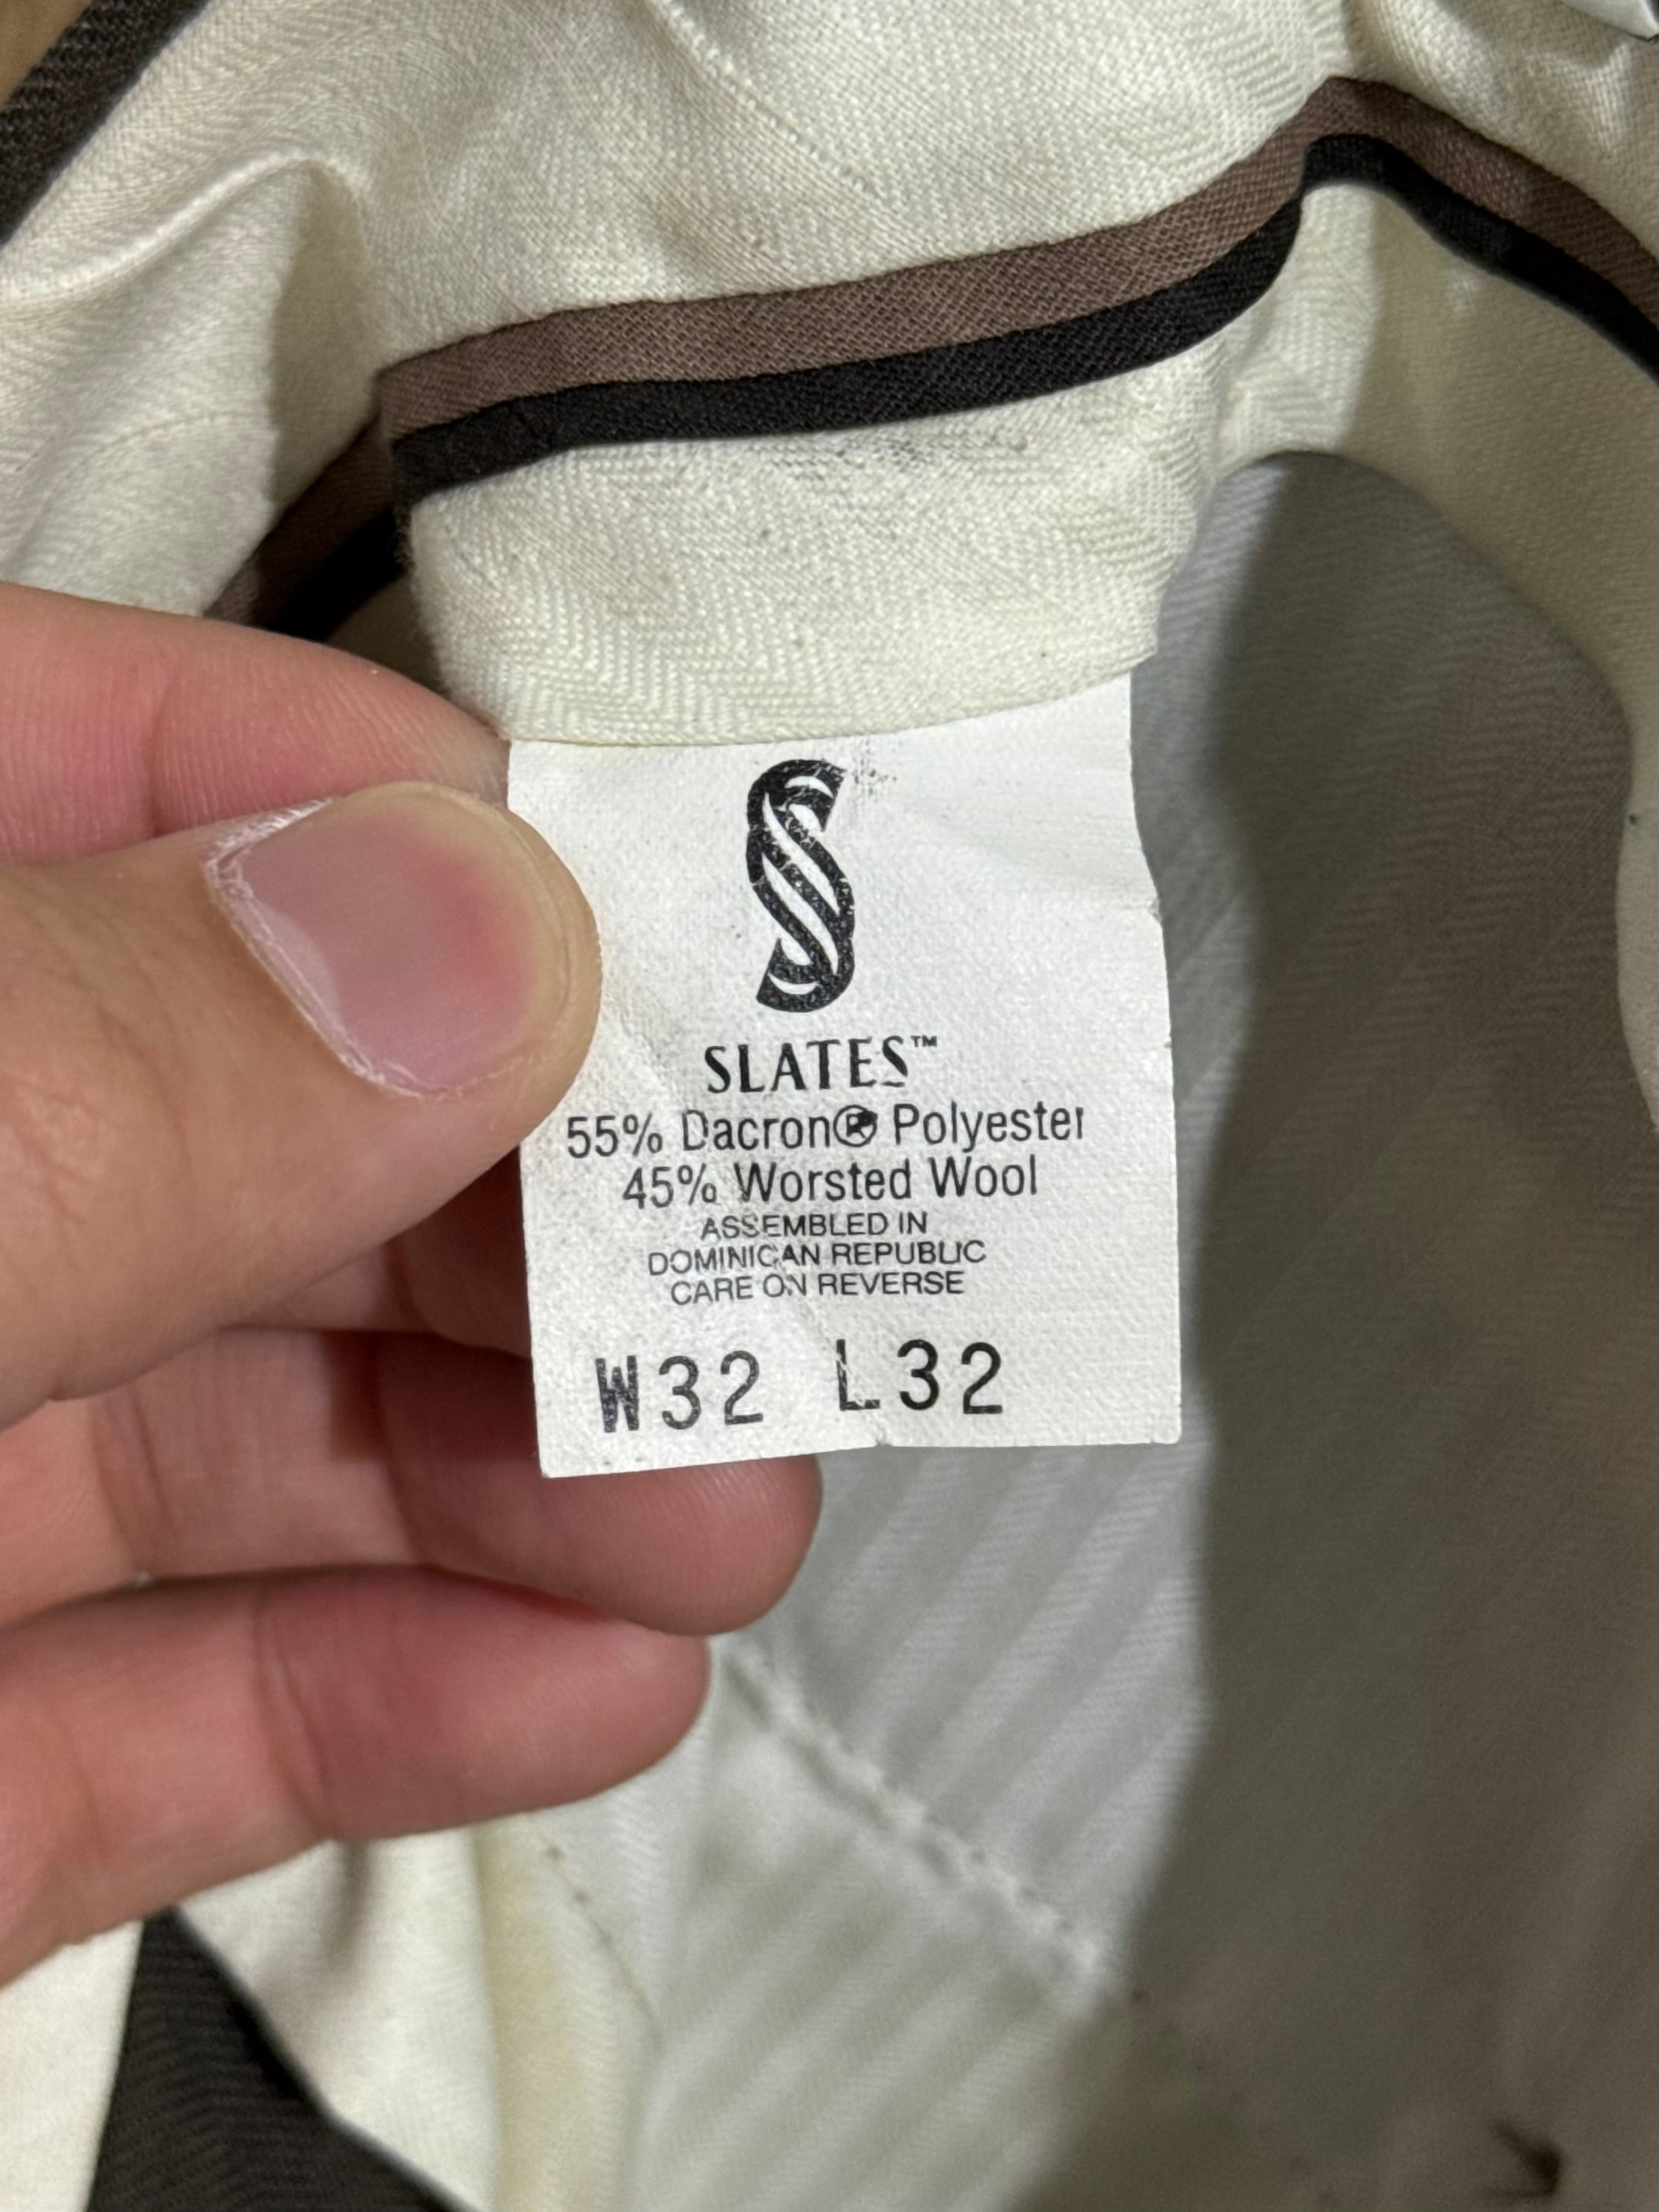 SLATES™
55% Dacron® Polyester
45% Worsted Wool
ASSEMBLED IN
DOMINICAN REPUBLIC
CARE ON REVERSE
W32 L32